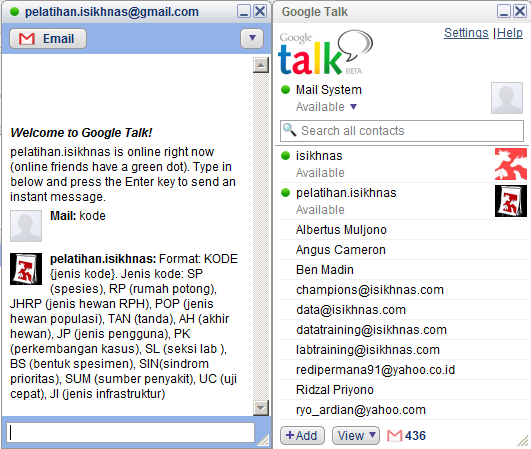 pelatihan.isikhnas@gmail.com
Email
Welcome to Google Talk!
pelatihan.isikhnas is online right now
(online friends have a green dot). Type in
below and press the Enter key to send an
instant message.
Mail: kode
pelatihan.isikhnas: Format: KODE
{jenis kode}. Jenis kode: SP
(spesies), RP (rumah potong),
JHRP (jenis hewan RPH), POP (jenis
hewan populasi), TAN (tanda), AH (akhir
hewan), JP (jenis pengguna), PK
(perkembangan kasus), SL (seksi lab ),
BS (bentuk spesimen), SIN(sindrom
prioritas), SUM (sumber penyakit), UC (uji
cepat), JI (jenis infrastruktur)
Google Talk
Settings | Help
Google
talk
BETA
Mail System
Available
Search all contacts
isikhnas
pelatihan.isikhnas
Available
Albertus Muljono
Angus Cameron
Ben Madin
champions@isikhnas.com
data@isikhnas.com
datatraining@isikhnas.com
labtraining@isikhnas.com
redipermana91@yahoo.co.id
Ridzal Priyono
ryo_ardian@yahoo.com
+ Add View 436